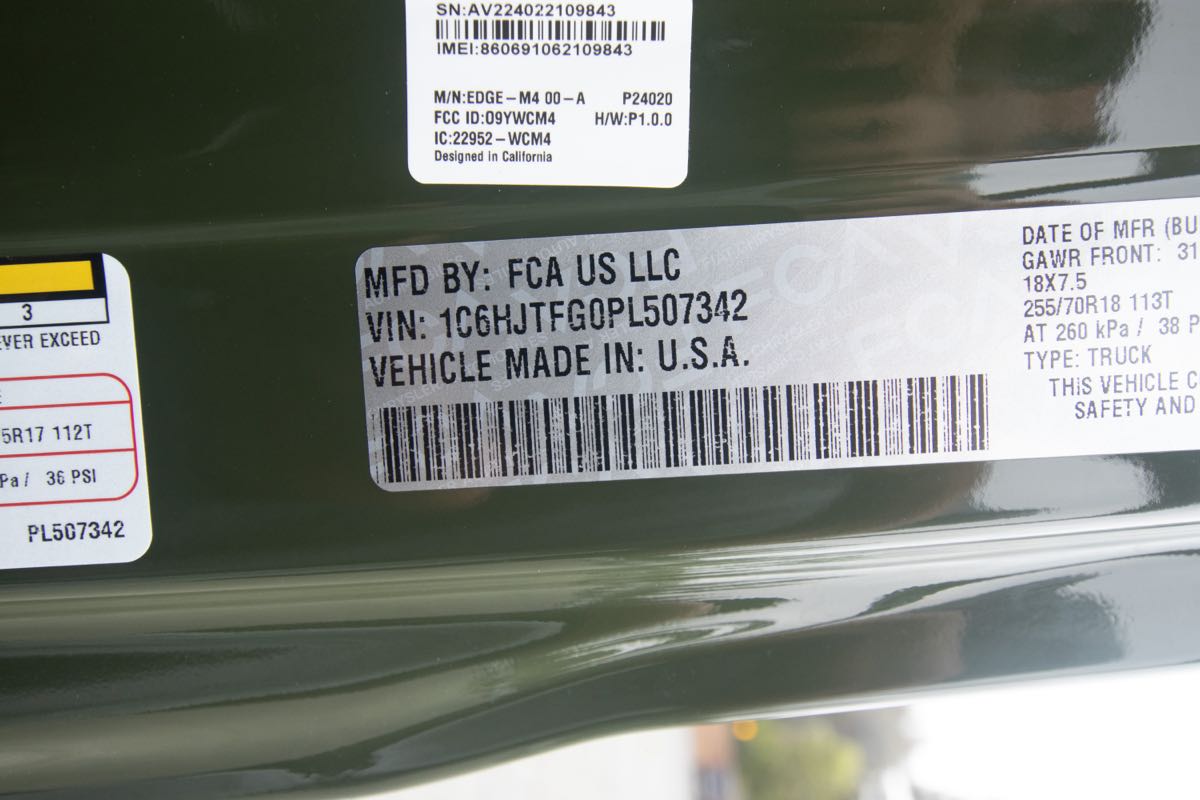 SN:AV224022109843
IMEI:860691062109843
M/N:EDGE-M4 00-A P24020
FCC ID:O9YWCM4 H/W:P1.0.0
IC:22952-WCM4
Designed in California
3
EVER EXCEED
5R17 112T
Pa / 36 PSI
PL507342
MFD BY: FCA US LLC
VIN: 1C6HJTFG0PL507342
VEHICLE MADE IN: U.S.A.
DATE OF MFR (BU
GAWR FRONT: 31
18X7.5
255/70R18 113T
AT 260 kPa / 38 P
TYPE: TRUCK
THIS VEHICLE C
SAFETY AND